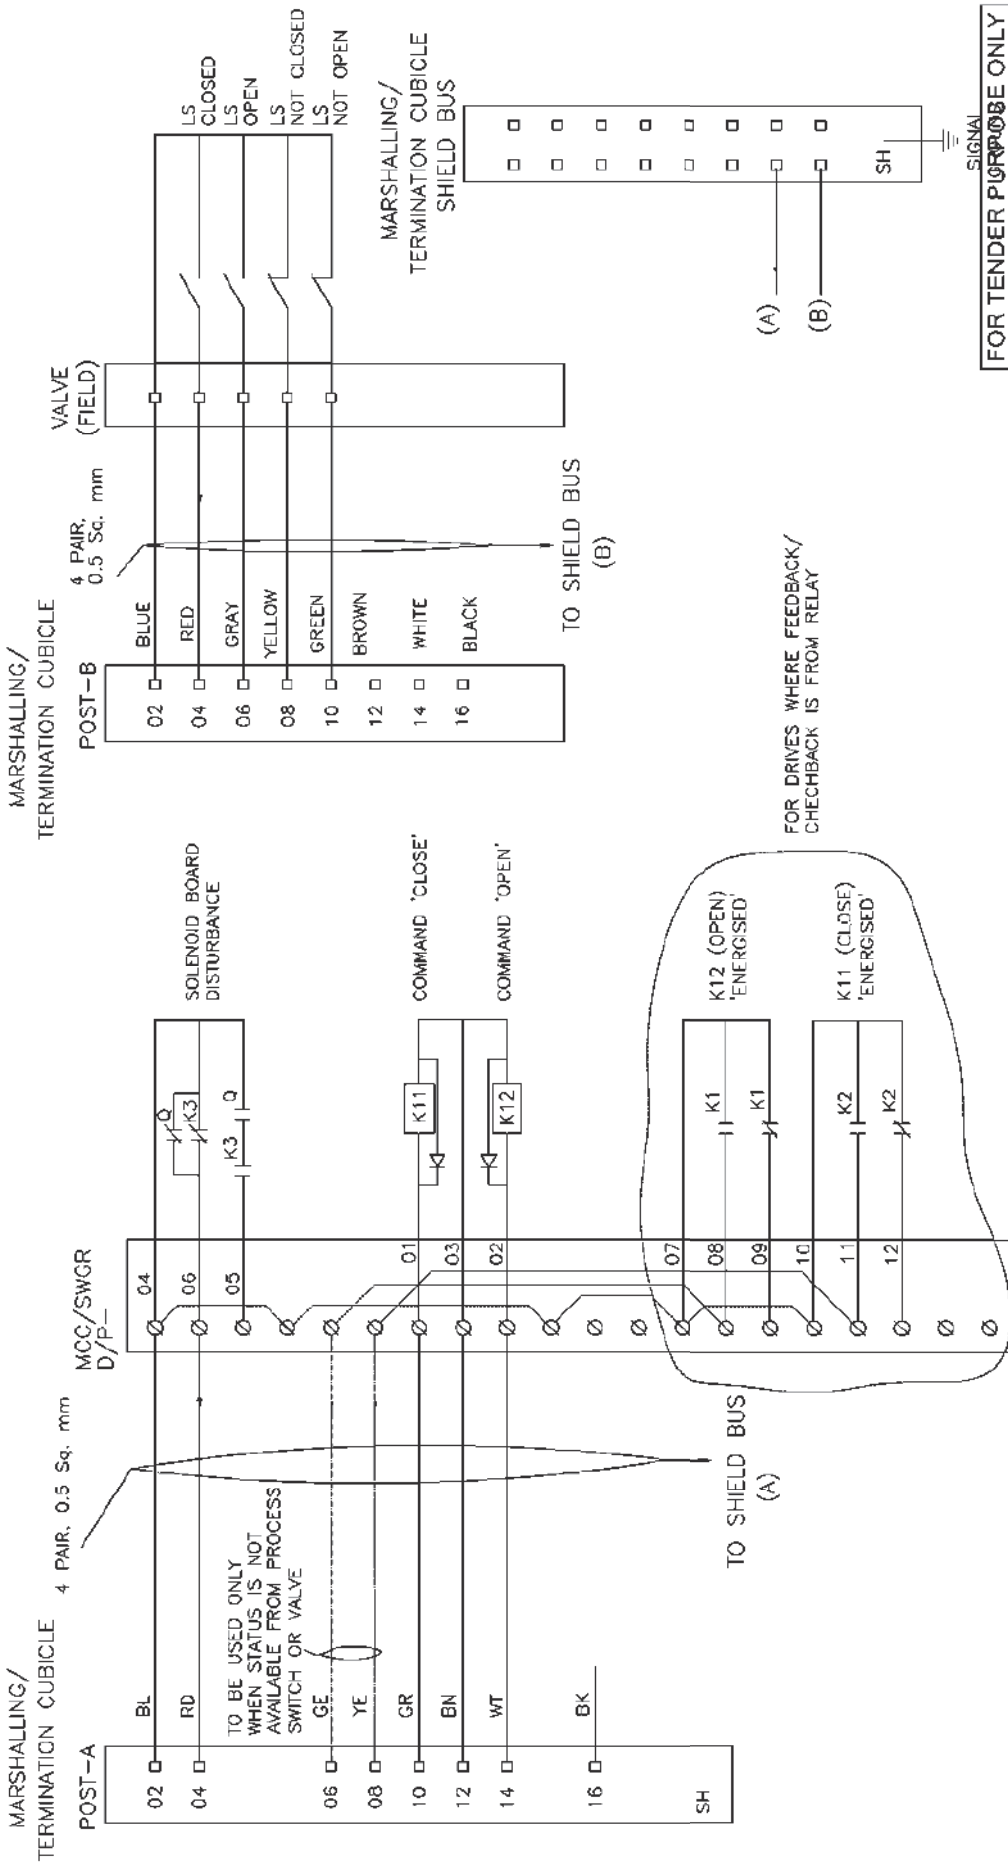 MARSHALLING/
TERMINATION CUBICLE
POST-A
02
04
06
08
10
12
14
16
SH
BL
RD
TO BE USED ONLY
WHEN STATUS IS NOT
AVAILABLE FROM PROCESS
SWITCH OR VALVE
GE
YE
GR
BN
WT
BK
4 PAIR, 0.5 Sq. mm
TO SHIELD BUS
(A)
MCC/SWGR
D/P-
04
06
05
01
03
02
07
08
09
10
11
12
Q
K3
K3
Q
SOLENOID BOARD
DISTURBANCE
K11
COMMAND 'CLOSE'
K12
COMMAND 'OPEN'
K1
K1
K12 (OPEN)
'ENERGISED'
K2
K2
K11 (CLOSE)
'ENERGISED'
FOR DRIVES WHERE FEEDBACK/
CHECHBACK IS FROM RELAY
MARSHALLING/
TERMINATION CUBICLE
POST-B
02
04
06
08
10
12
14
16
BLUE
RED
GRAY
YELLOW
GREEN
BROWN
WHITE
BLACK
4 PAIR,
0.5 Sq. mm
TO SHIELD BUS
(B)
VALVE
(FIELD)
LS
CLOSED
LS
OPEN
LS
NOT CLOSED
LS
NOT OPEN
MARSHALLING/
TERMINATION CUBICLE
SHIELD BUS
(A)
(B)
SH
SIGNAL
FOR TENDER PURPOSE ONLY